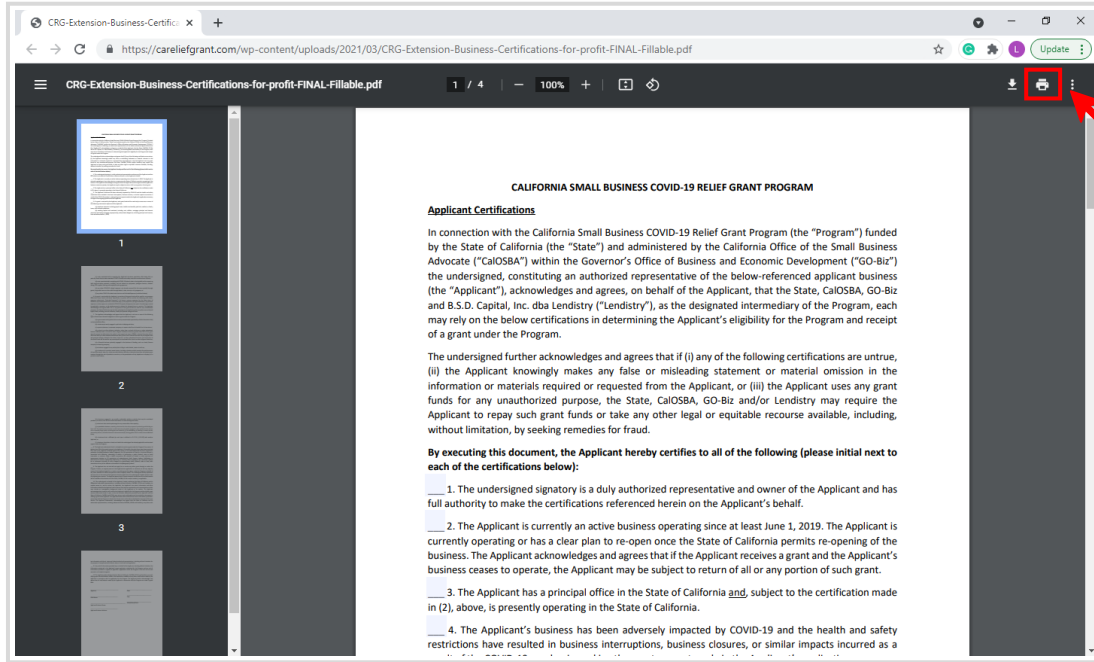 CRG-Extension-Business-Certific
https://careliefgrant.com/wp-content/uploads/2021/03/CRG-Extension-Business-Certifications-for-profit-FINAL-Fillable.pdf
L
Update
CRG-Extension-Business-Certifications-for-profit-FINAL-Fillable.pdf
1 / 4
100%
1
2
3
CALIFORNIA SMALL BUSINESS COVID-19 RELIEF GRANT PROGRAM
Applicant Certifications
In connection with the California Small Business COVID-19 Relief Grant Program (the “Program”) funded
by the State of California (the “State”) and administered by the California Office of the Small Business
Advocate (“CalOSBA”) within the Governor’s Office of Business and Economic Development (“GO-Biz”)
the undersigned, constituting an authorized representative of the below-referenced applicant business
(the “Applicant”), acknowledges and agrees, on behalf of the Applicant, that the State, CalOSBA, GO-Biz
and B.S.D. Capital, Inc. dba Lendistry (“Lendistry”), as the designated intermediary of the Program, each
may rely on the below certifications in determining the Applicant’s eligibility for the Program and receipt
of a grant under the Program.
The undersigned further acknowledges and agrees that if (i) any of the following certifications are untrue,
(ii) the Applicant knowingly makes any false or misleading statement or material omission in the
information or materials required or requested from the Applicant, or (iii) the Applicant uses any grant
funds for any unauthorized purpose, the State, CalOSBA, GO-Biz and/or Lendistry may require the
Applicant to repay such grant funds or take any other legal or equitable recourse available, including,
without limitation, by seeking remedies for fraud.
By executing this document, the Applicant hereby certifies to all of the following (please initial next to
each of the certifications below):
___ 1. The undersigned signatory is a duly authorized representative and owner of the Applicant and has
full authority to make the certifications referenced herein on the Applicant’s behalf.
___ 2. The Applicant is currently an active business operating since at least June 1, 2019. The Applicant is
currently operating or has a clear plan to re-open once the State of California permits re-opening of the
business. The Applicant acknowledges and agrees that if the Applicant receives a grant and the Applicant’s
business ceases to operate, the Applicant may be subject to return of all or any portion of such grant.
___ 3. The Applicant has a principal office in the State of California and, subject to the certification made
in (2), above, is presently operating in the State of California.
___ 4. The Applicant’s business has been adversely impacted by COVID-19 and the health and safety
restrictions have resulted in business interruptions, business closures, or similar impacts incurred as a